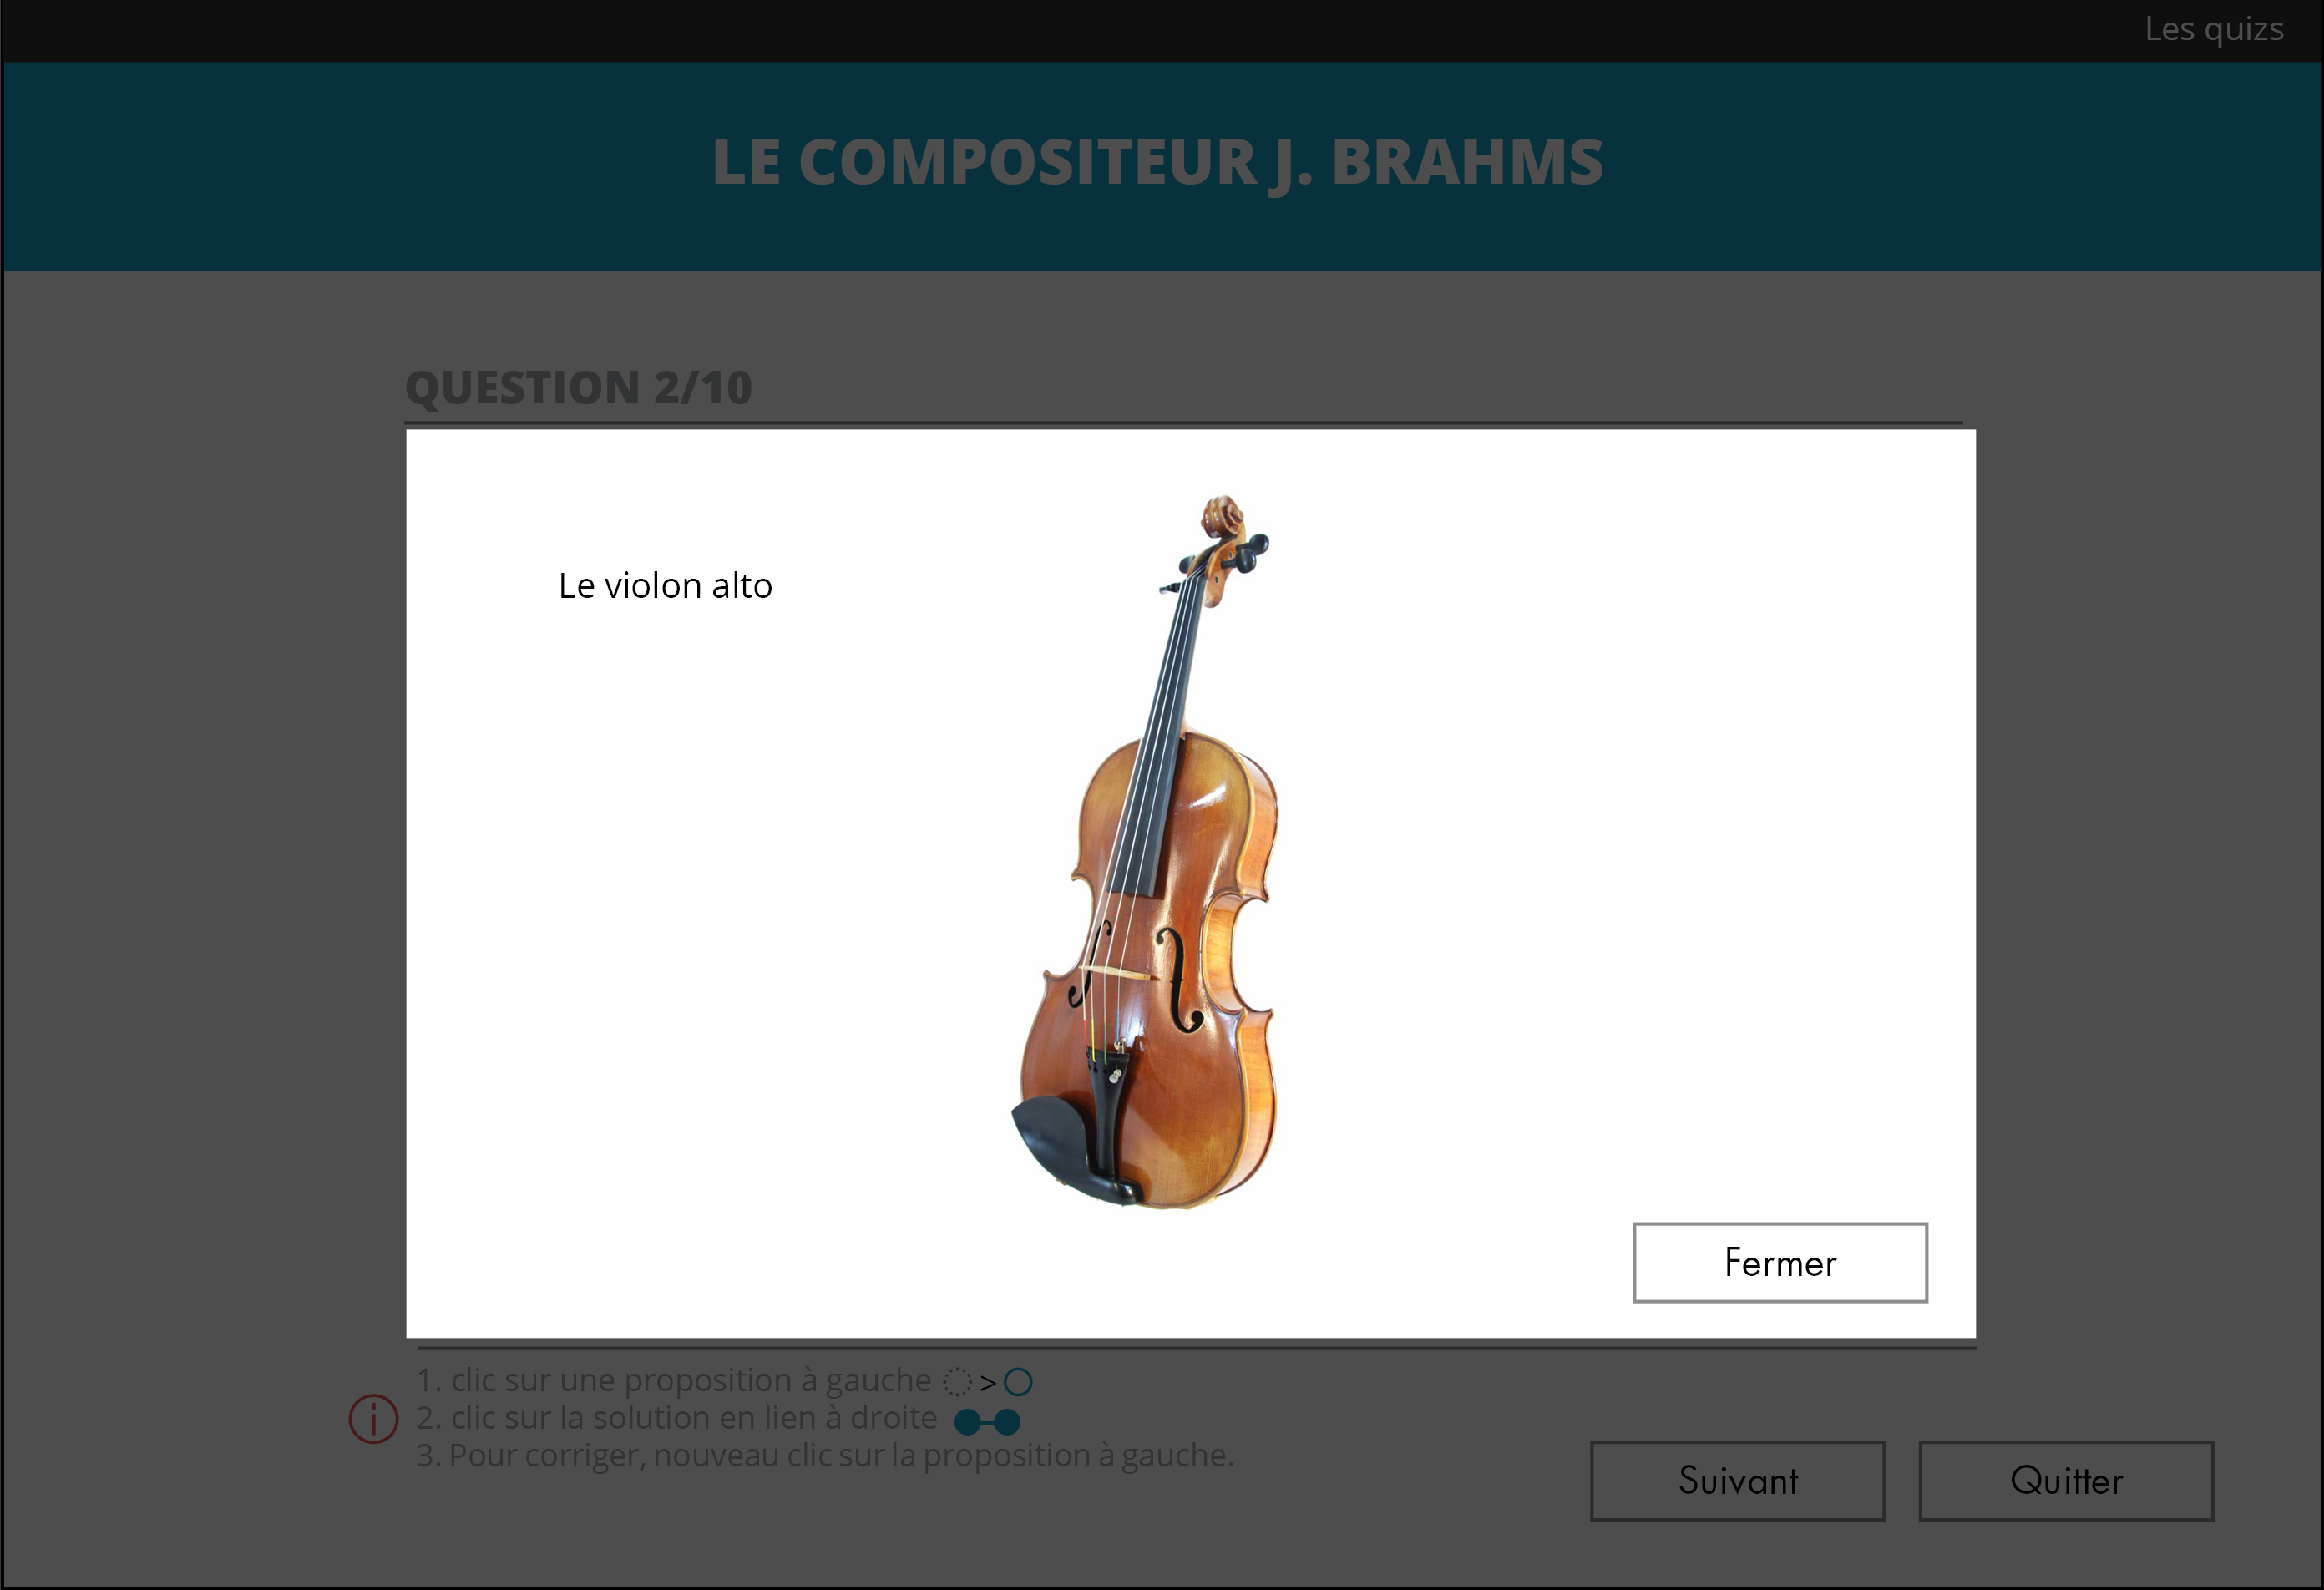 Les quizs
LE COMPOSITEUR J. BRAHMS
QUESTION 2/10
Le violon alto
Fermer
1. clic sur une proposition à gauche >
2. clic sur la solution en lien à droite
3. Pour corriger, nouveau clic sur la proposition à gauche.
Suivant
Quitter